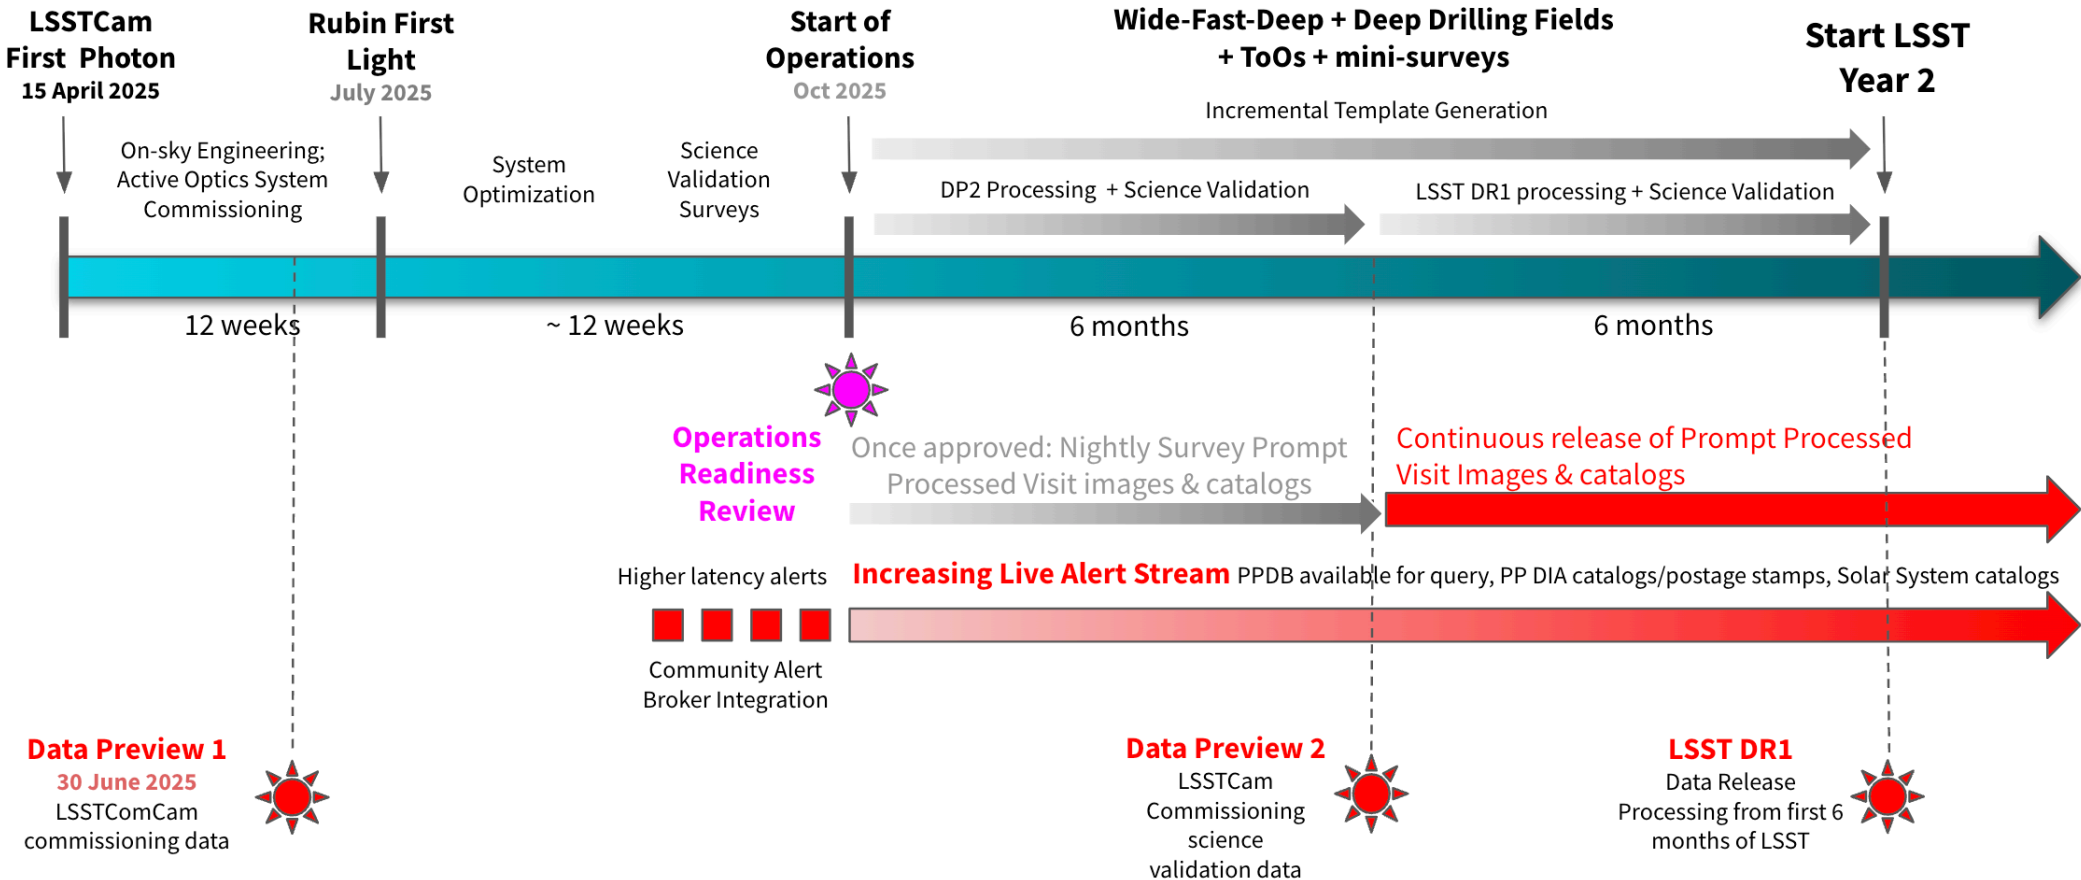 LSSTCam
First Photon
15 April 2025
Rubin First
Light
July 2025
Start of
Operations
Oct 2025
Wide-Fast-Deep + Deep Drilling Fields
+ ToOs + mini-surveys
Start LSST
Year 2
Incremental Template Generation
On-sky Engineering;
Active Optics System
Commissioning
System
Optimization
Science
Validation
Surveys
DP2 Processing + Science Validation
LSST DR1 processing + Science Validation
12 weeks
~ 12 weeks
6 months
6 months
Operations
Readiness
Review
Once approved: Nightly Survey Prompt
Processed Visit images & catalogs
Continuous release of Prompt Processed
Visit Images & catalogs
Higher latency alerts
Increasing Live Alert Stream PPDB available for query, PP DIA catalogs/postage stamps, Solar System catalogs
Community Alert
Broker Integration
Data Preview 1
30 June 2025
LSSTComCam
commissioning data
Data Preview 2
LSSTCam
Commissioning
science
validation data
LSST DR1
Data Release
Processing from first 6
months of LSST